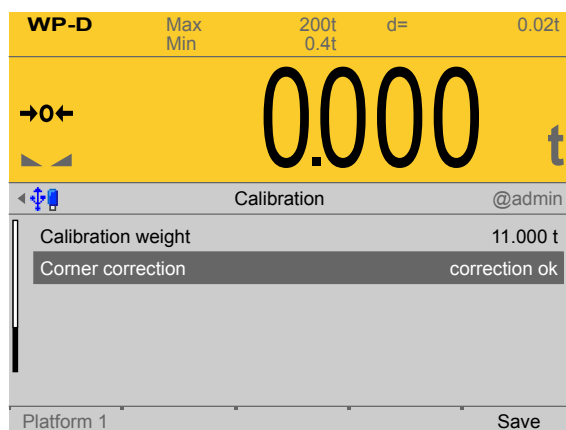 WP-D Max 200t d= 0.02t
Min 0.4t
→0←
0.000 t
Calibration @admin
Calibration weight 11.000 t
Corner correction correction ok
Platform 1 Save